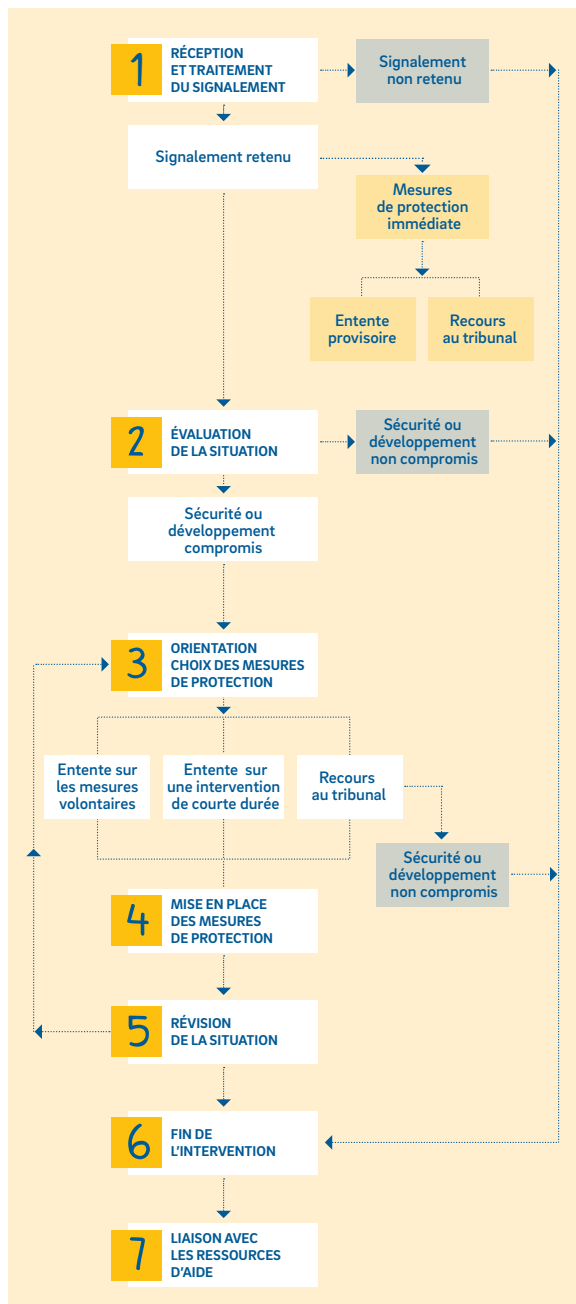 1
RÉCEPTION
ET TRAITEMENT
DU SIGNALEMENT
Signalement
non retenu
Signalement retenu
Mesures
de protection
immédiate
Entente
provisoire
Recours
au tribunal
2
ÉVALUATION
DE LA SITUATION
Sécurité ou
développement
non compromis
Sécurité ou
développement
compromis
3
ORIENTATION
CHOIX DES MESURES
DE PROTECTION
Entente sur
les mesures
volontaires
Entente sur
une intervention
de courte durée
Recours
au tribunal
Sécurité ou
développement
non compromis
4
MISE EN PLACE
DES MESURES
DE PROTECTION
5
RÉVISION
DE LA SITUATION
6
FIN DE
L'INTERVENTION
7
LIAISON AVEC
LES RESSOURCES
D'AIDE